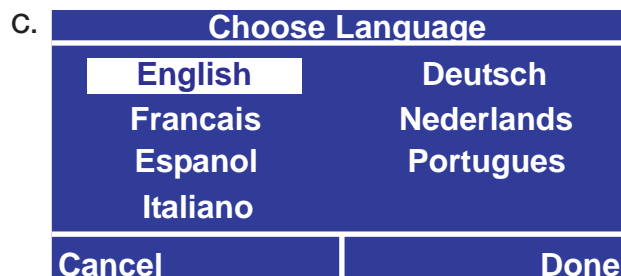 C.
Choose Language
English Deutsch
Francais Nederlands
Espanol Portugues
Italiano
Cancel Done